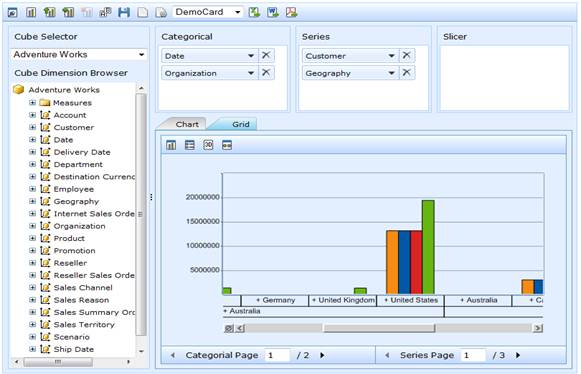 DemoCard
Cube Selector
Adventure Works
Cube Dimension Browser
Adventure Works
Measures
Account
Customer
Date
Delivery Date
Department
Destination Currenc
Employee
Geography
Internet Sales Orde
Organization
Product
Promotion
Reseller
Reseller Sales Orde
Sales Channel
Sales Reason
Sales Summary Orc
Sales Territory
Scenario
Ship Date
Categorical
Date
Organization
Series
Customer
Geography
Slicer
Chart Grid
3D
20000000
15000000
10000000
5000000
+ Germany + United Kingdom + United States + Australia + Ca
+ Australia
Categorial Page 1 / 2 Series Page 1 / 3